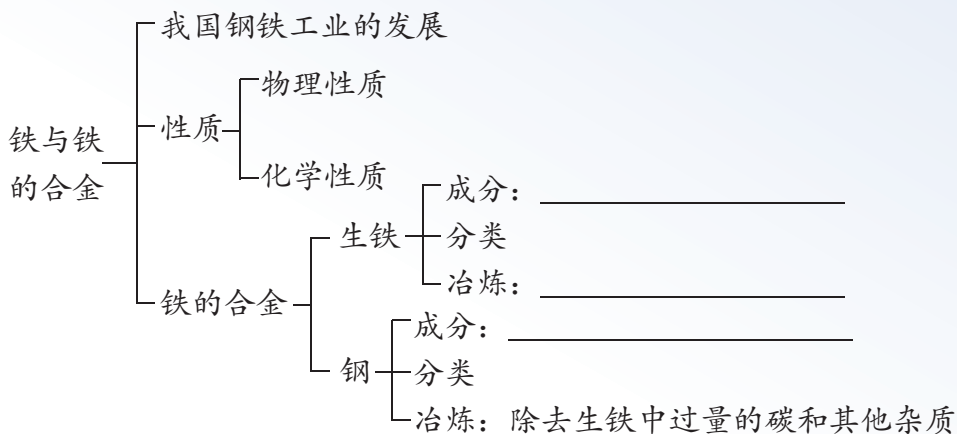 我国钢铁工业的发展
物理性质
铁与铁
的合金
性质
化学性质
成分：
生铁
分类
冶炼：
铁的合金
成分：
钢
分类
冶炼：除去生铁中过量的碳和其他杂质